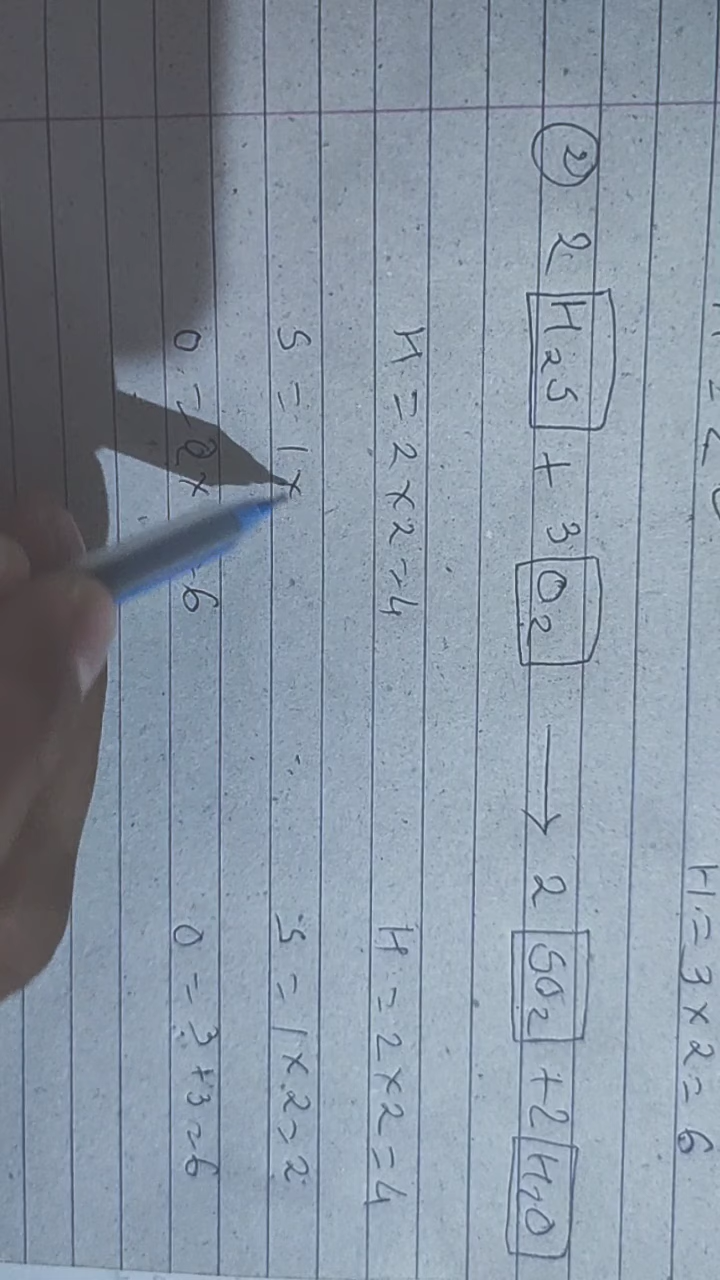 H = 3 x 2 = 6
② 2 H2S + 3 O2 → 2 SO2 + 2 H2O
H = 2 x 2 = 4 H = 2 x 2 = 4
S = 1 x S = 1 x 2 = 2
O = 2 x = 6 O = 3 + 3 = 6